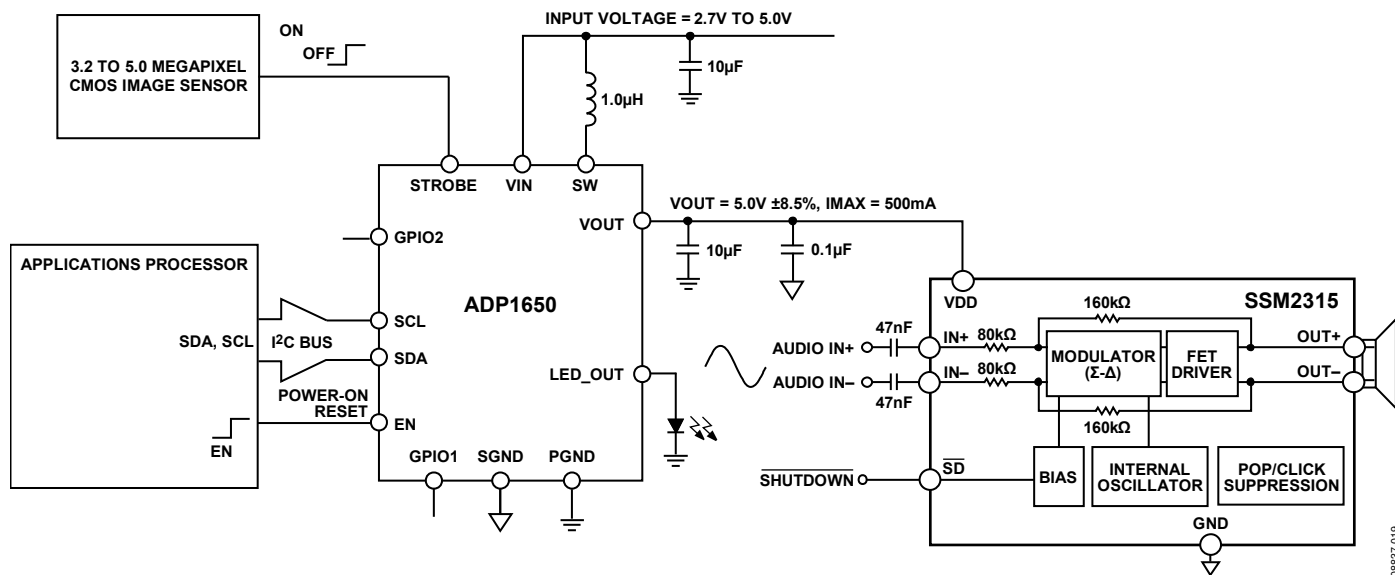 INPUT VOLTAGE = 2.7V TO 5.0V
ON
OFF
3.2 TO 5.0 MEGAPIXEL
CMOS IMAGE SENSOR
10µF
1.0µH
STROBE
VIN
SW
VOUT
VOUT = 5.0V ±8.5%, IMAX = 500mA
GPIO2
10µF
0.1µF
APPLICATIONS PROCESSOR
ADP1650
SDA, SCL
I²C BUS
SCL
SDA
POWER-ON
RESET
EN
EN
LED_OUT
GPIO1
SGND
PGND
VDD
SSM2315
160kΩ
47nF
AUDIO IN+
IN+
80kΩ
MODULATOR
(Σ-Δ)
FET
DRIVER
OUT+
AUDIO IN–
IN–
80kΩ
OUT–
47nF
160kΩ
SHUTDOWN
SD
BIAS
INTERNAL
OSCILLATOR
POP/CLICK
SUPPRESSION
GND
08837-019